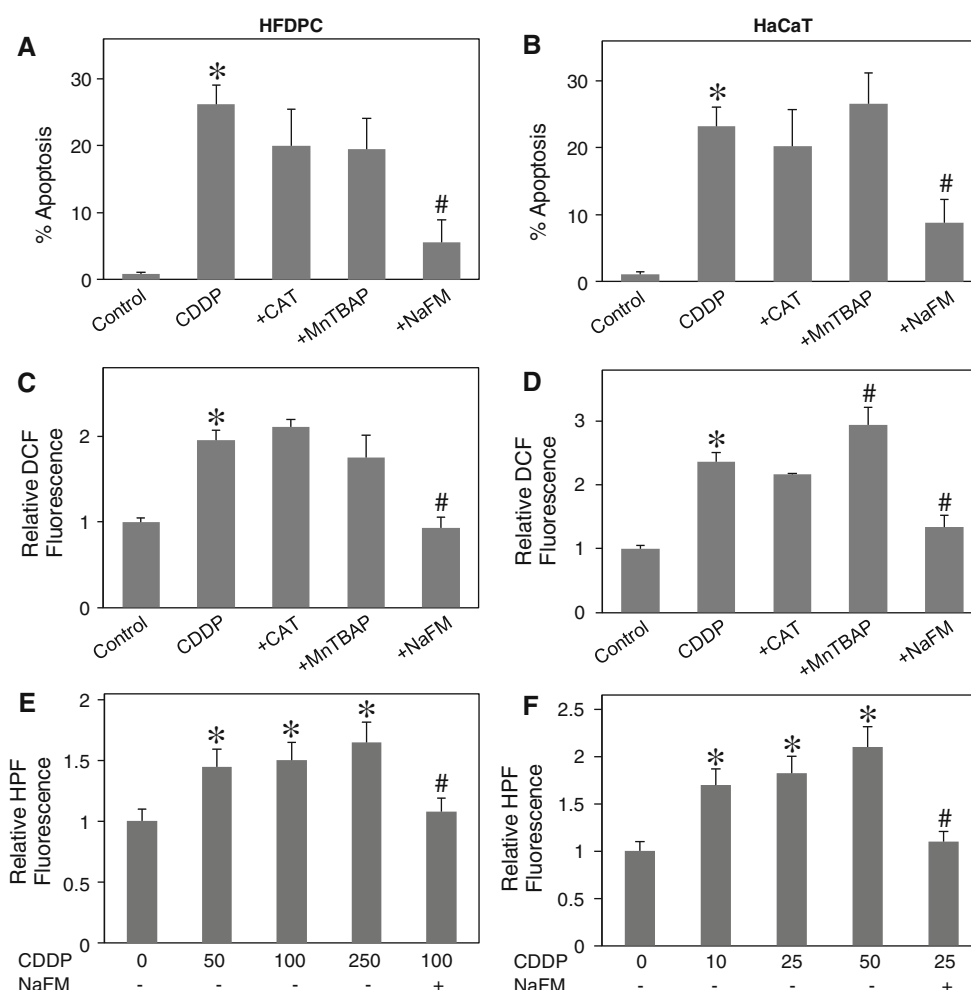 HFDPC
HaCaT
A
% Apoptosis
30
20
10
0
*
#
Control
CDDP
+CAT
+MnTBAP
+NaFM
B
% Apoptosis
30
20
10
0
*
#
Control
CDDP
+CAT
+MnTBAP
+NaFM
C
Relative DCF
Fluorescence
2
1
0
*
#
Control
CDDP
+CAT
+MnTBAP
+NaFM
D
Relative DCF
Fluorescence
3
2
1
0
*
#
#
Control
CDDP
+CAT
+MnTBAP
+NaFM
E
Relative HPF
Fluorescence
2
1.5
1
0.5
0
* * *
#
CDDP 0 50 100 250 100
NaFM - - - - +
F
Relative HPF
Fluorescence
2.5
2
1.5
1
0.5
0
* * *
#
CDDP 0 10 25 50 25
NaFM - - - - +